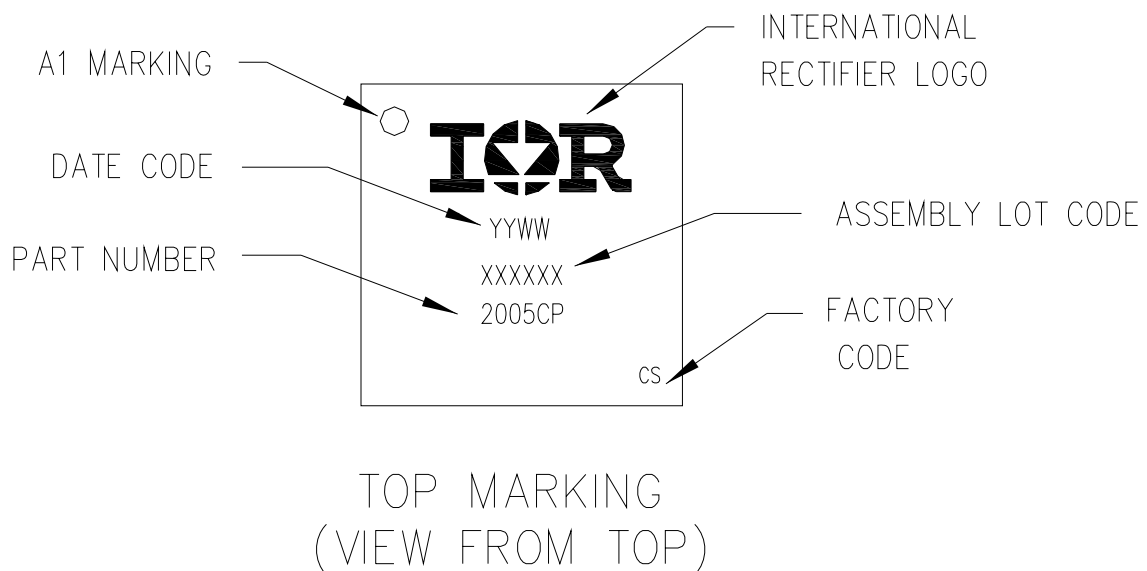 INTERNATIONAL
RECTIFIER LOGO
A1 MARKING
IOR
DATE CODE
YYWW
ASSEMBLY LOT CODE
PART NUMBER
XXXXXX
2005CP
FACTORY
CODE
CS
TOP MARKING
(VIEW FROM TOP)